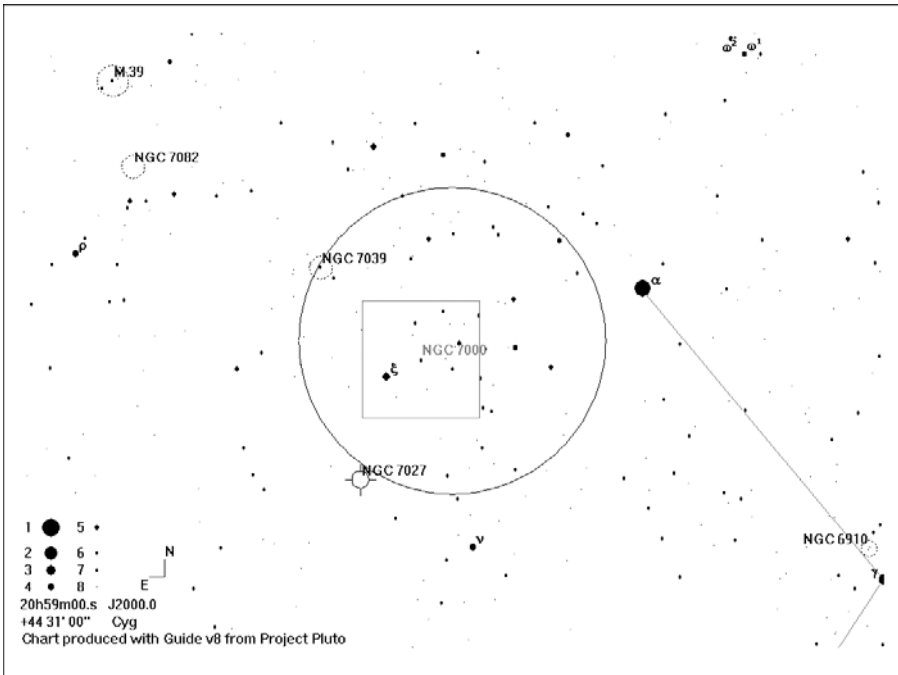 ω² ω¹
M 39
NGC 7082
ρ
NGC 7039
α
NGC 7000
ξ
NGC 7027
1 5
N
2 6
ν
NGC 6910
3 7
γ
4 8
E
20h59m00.s J2000.0
+44 31' 00" Cyg
Chart produced with Guide v8 from Project Pluto